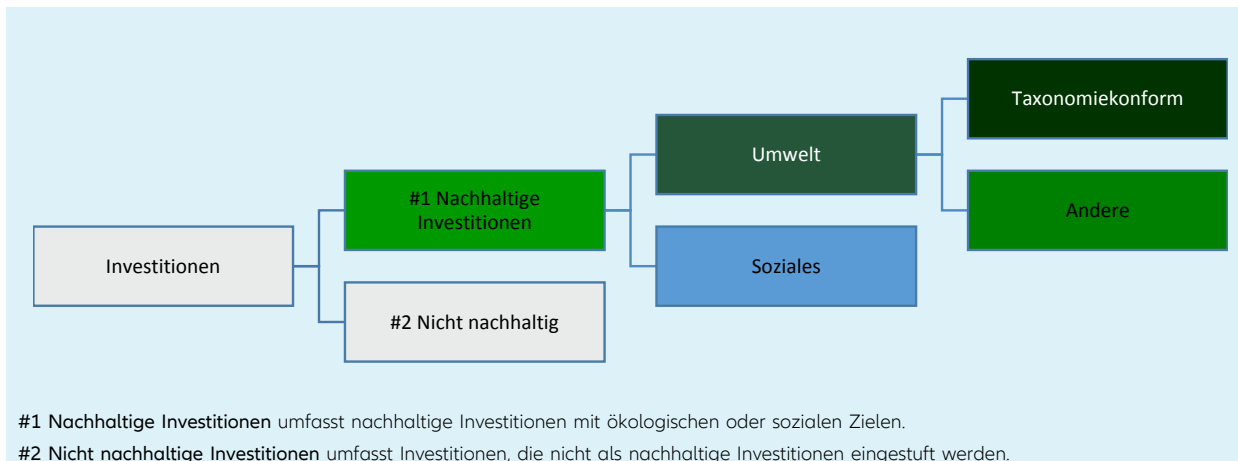 Taxonomiekonform
Umwelt
#1 Nachhaltige
Investitionen
Andere
Investitionen
Soziales
#2 Nicht nachhaltig
#1 Nachhaltige Investitionen umfasst nachhaltige Investitionen mit ökologischen oder sozialen Zielen.
#2 Nicht nachhaltige Investitionen umfasst Investitionen, die nicht als nachhaltige Investitionen eingestuft werden.